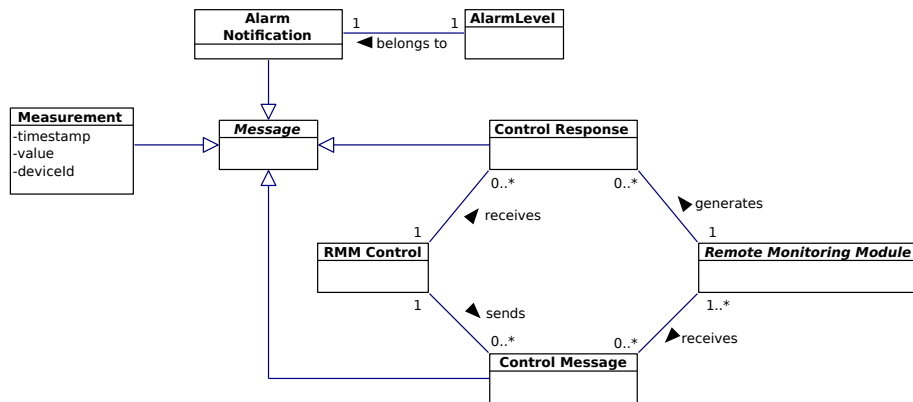 Alarm
Notification
1
1
belongs to
AlarmLevel
Measurement
-timestamp
-value
-deviceId
Message
Control Response
0..*
0..*
receives
generates
1
1
RMM Control
Remote Monitoring Module
1
1..*
sends
receives
0..*
0..*
Control Message